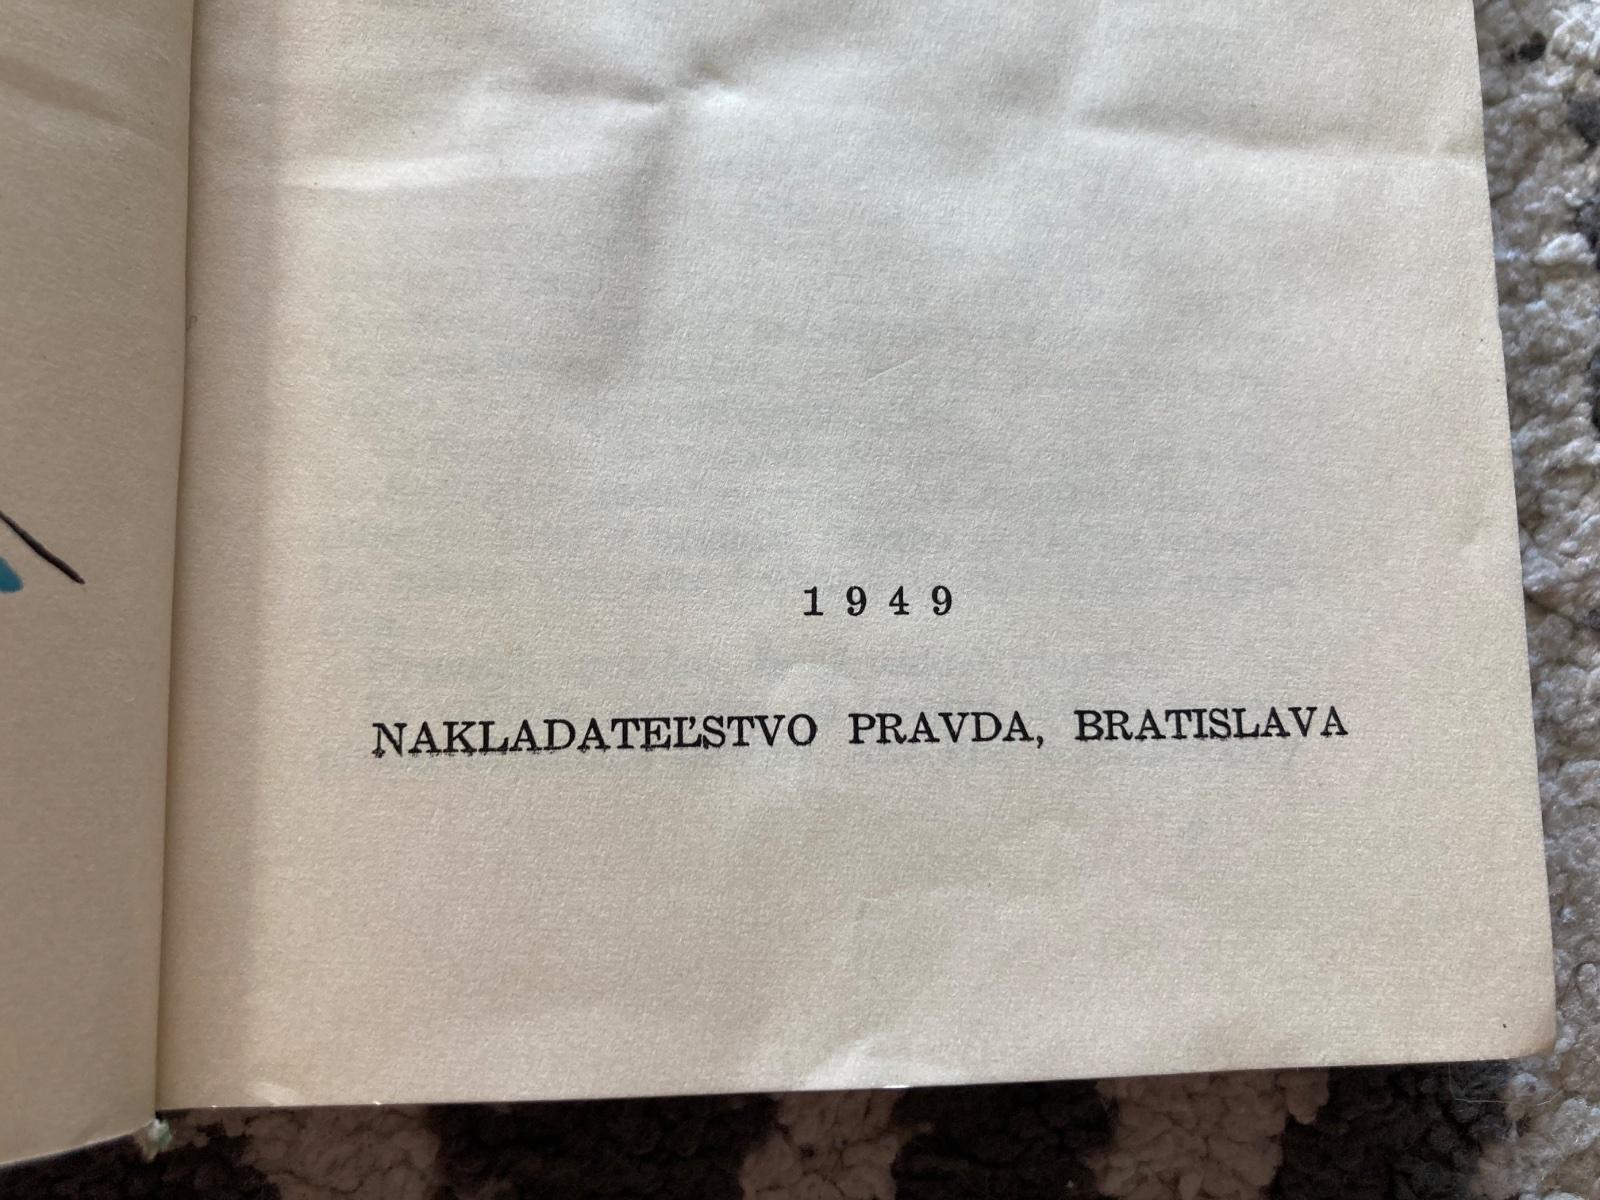 1949
NAKLADATEĽSTVO PRAVDA, BRATISLAVA